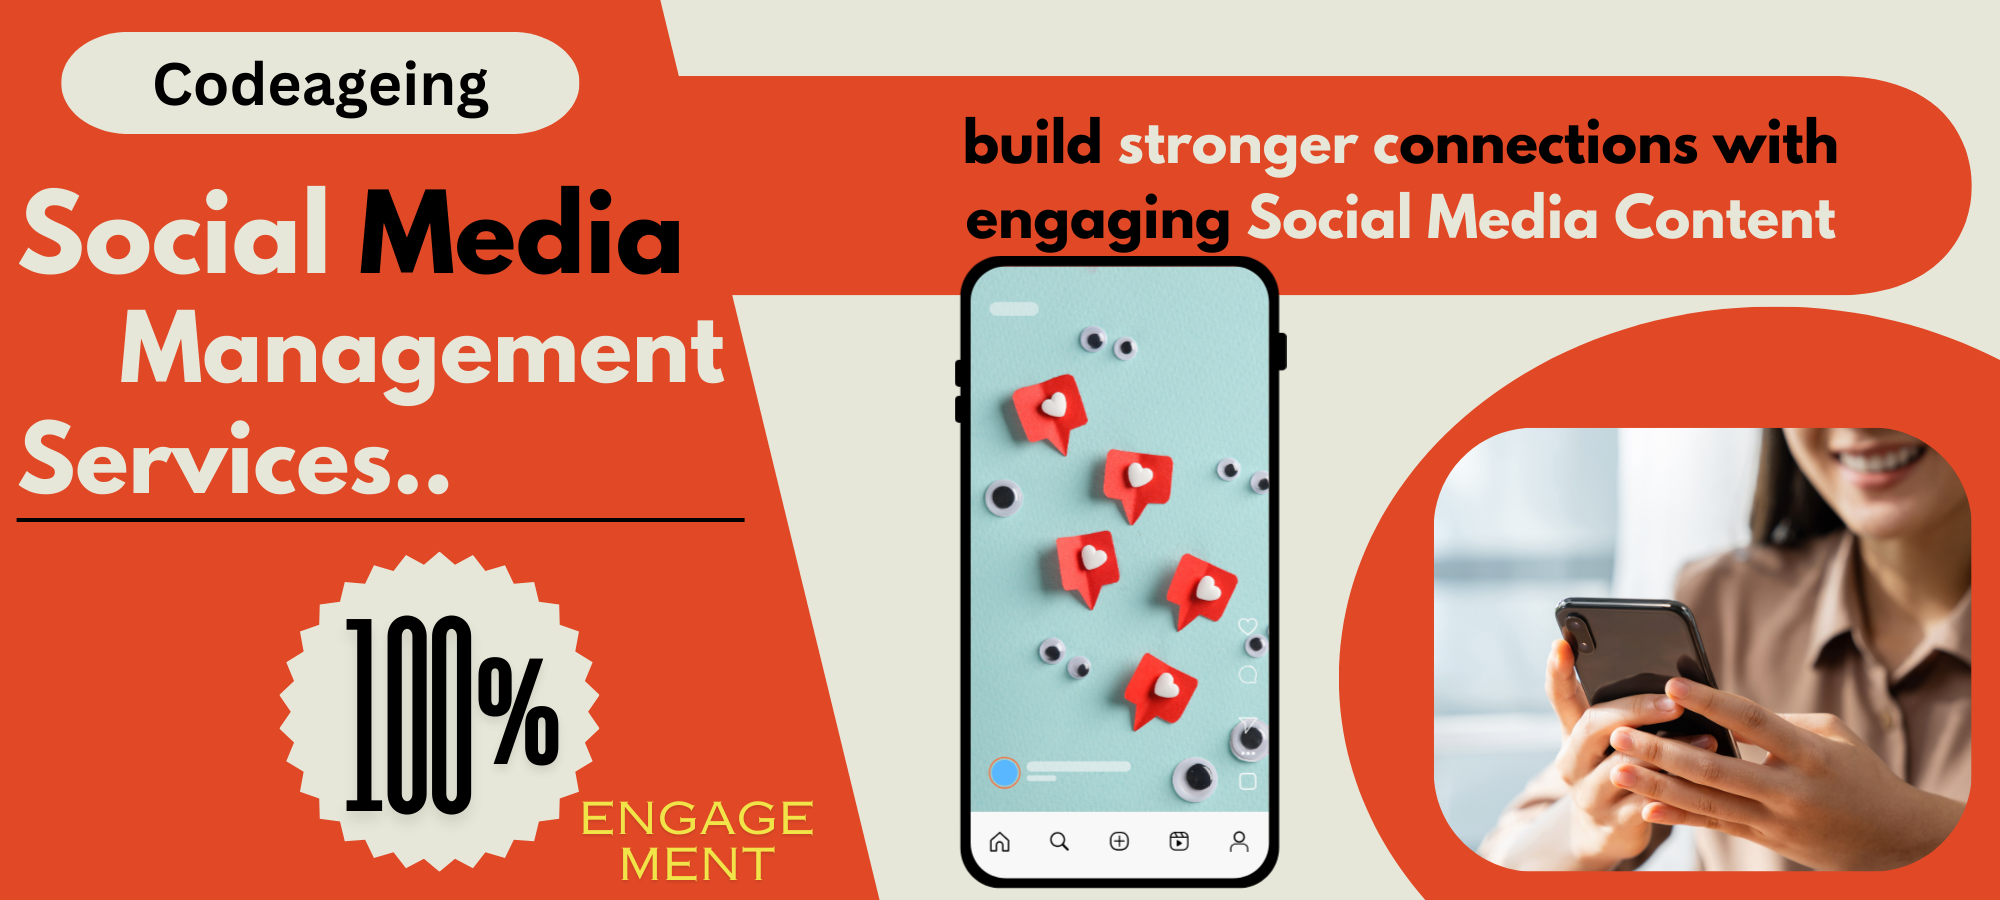 Codeageing
Social Media
Management
Services..
100%
ENGAGE
MENT
build stronger connections with
engaging Social Media Content